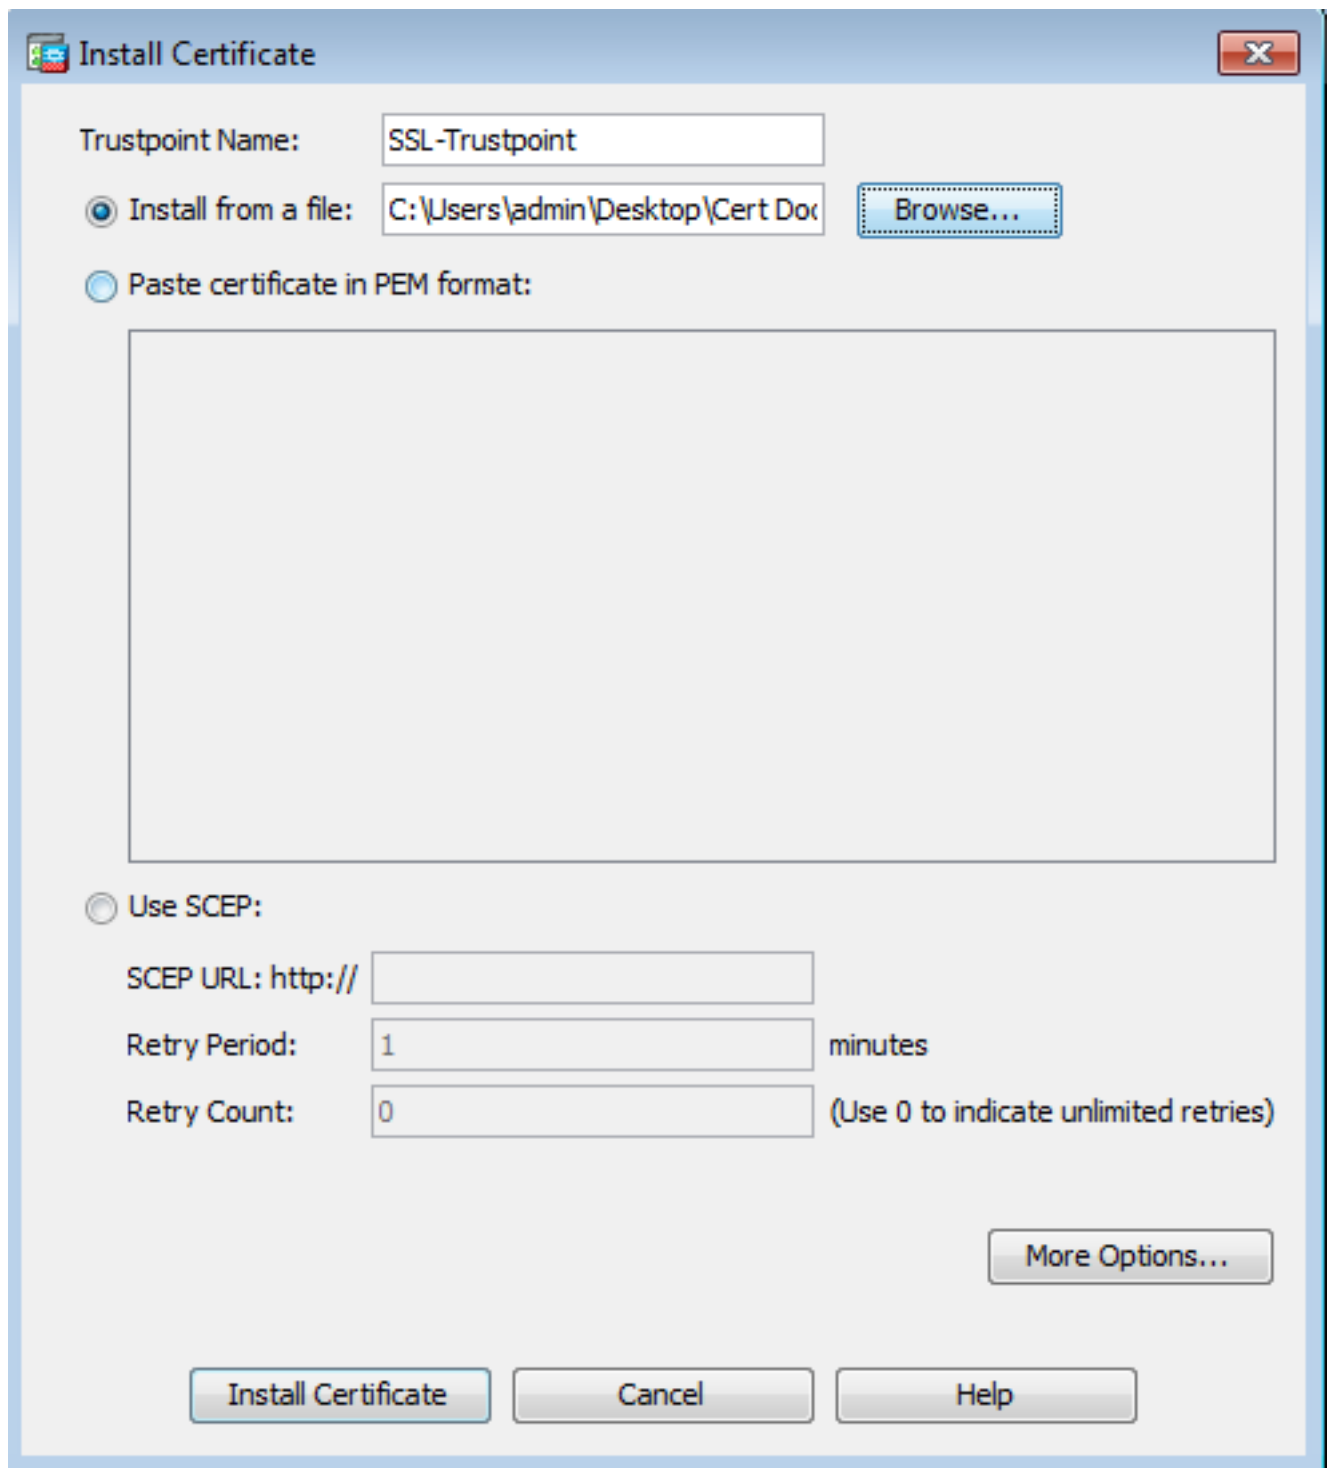 Install Certificate
Trustpoint Name: SSL-Trustpoint
Install from a file: C:\Users\admin\Desktop\Cert Doc Browse...
Paste certificate in PEM format:
Use SCEP:
SCEP URL: http://
Retry Period: 1 minutes
Retry Count: 0 (Use 0 to indicate unlimited retries)
More Options...
Install Certificate Cancel Help